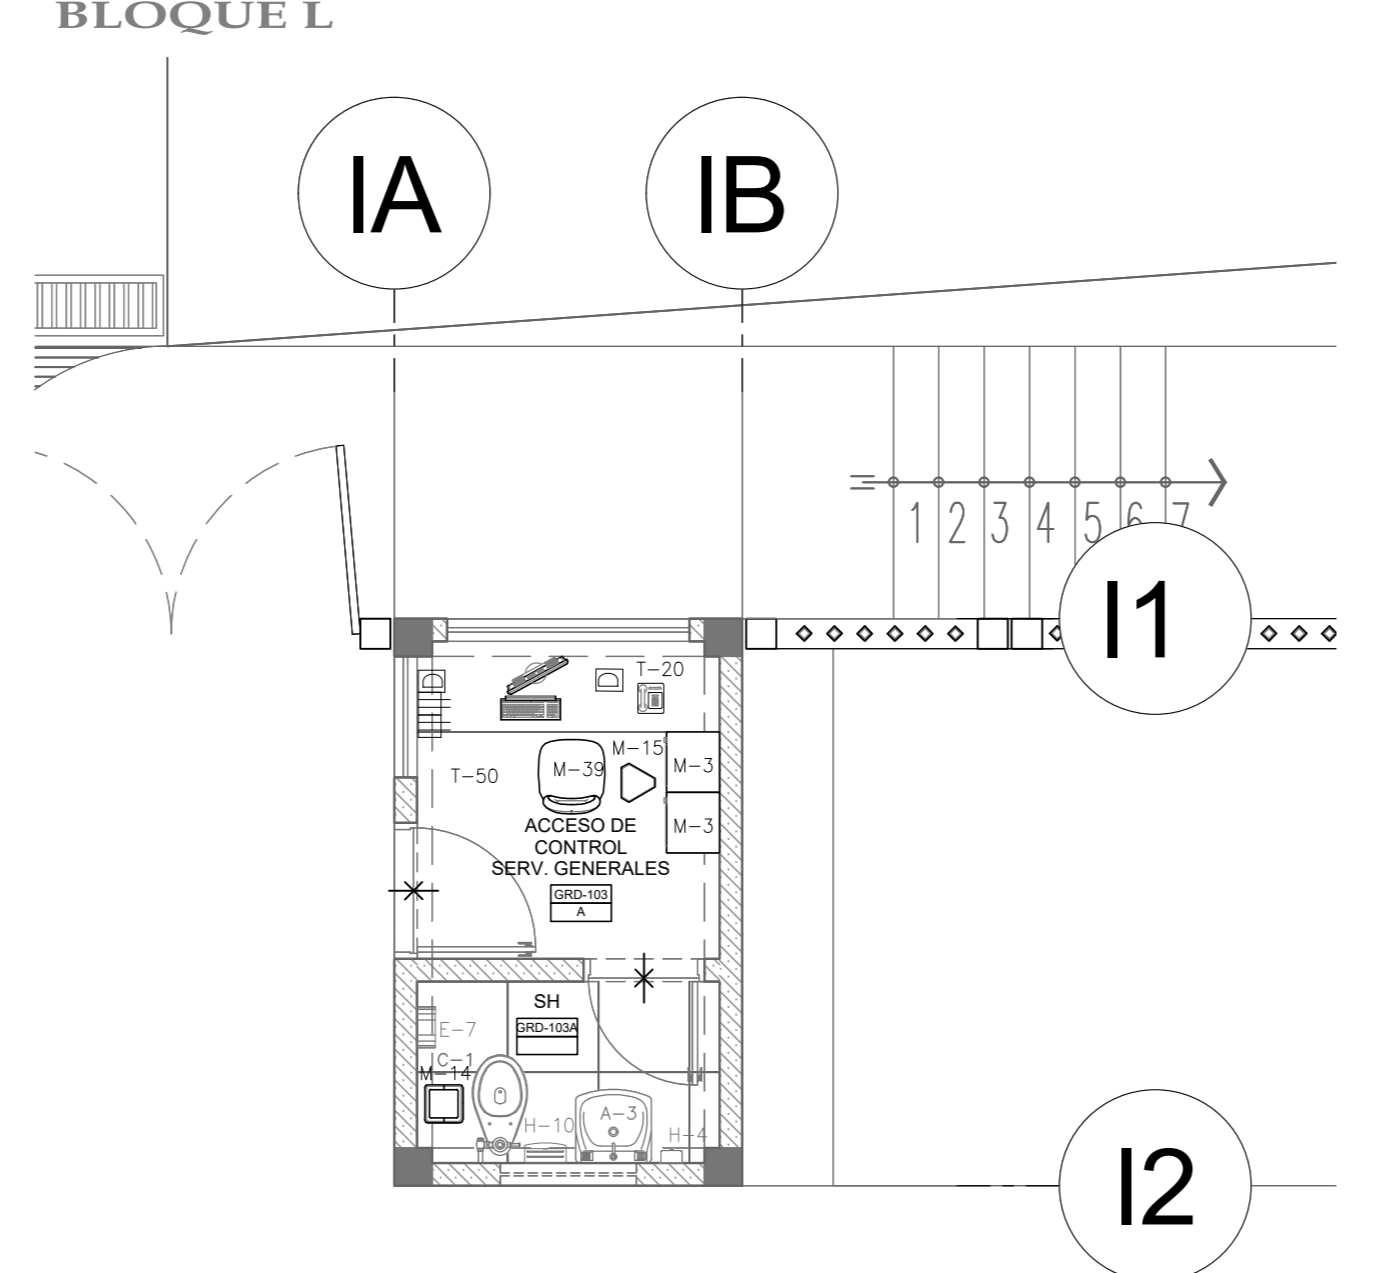 BLOQUE L
IA
IB
1 2 3 4 5 6 7
I1
T-20
M-15
M-3
T-50
M-39
M-3
ACCESO DE
CONTROL
SERV. GENERALES
GRD-103
A
SH
GRD-103A
E-7
C-1
M-14
A-3
H-10
H-4
I2